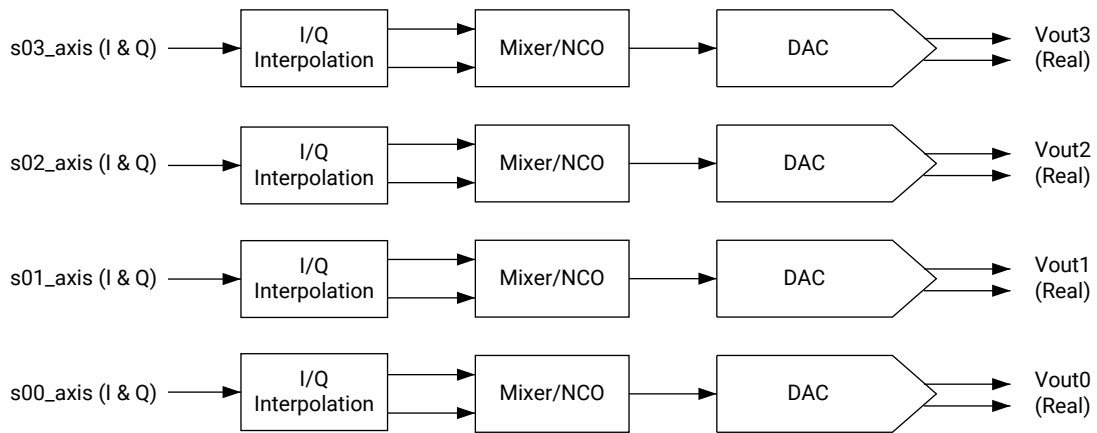 s03_axis (I & Q)
I/Q
Interpolation
Mixer/NCO
DAC
Vout3
(Real)
s02_axis (I & Q)
I/Q
Interpolation
Mixer/NCO
DAC
Vout2
(Real)
s01_axis (I & Q)
I/Q
Interpolation
Mixer/NCO
DAC
Vout1
(Real)
s00_axis (I & Q)
I/Q
Interpolation
Mixer/NCO
DAC
Vout0
(Real)